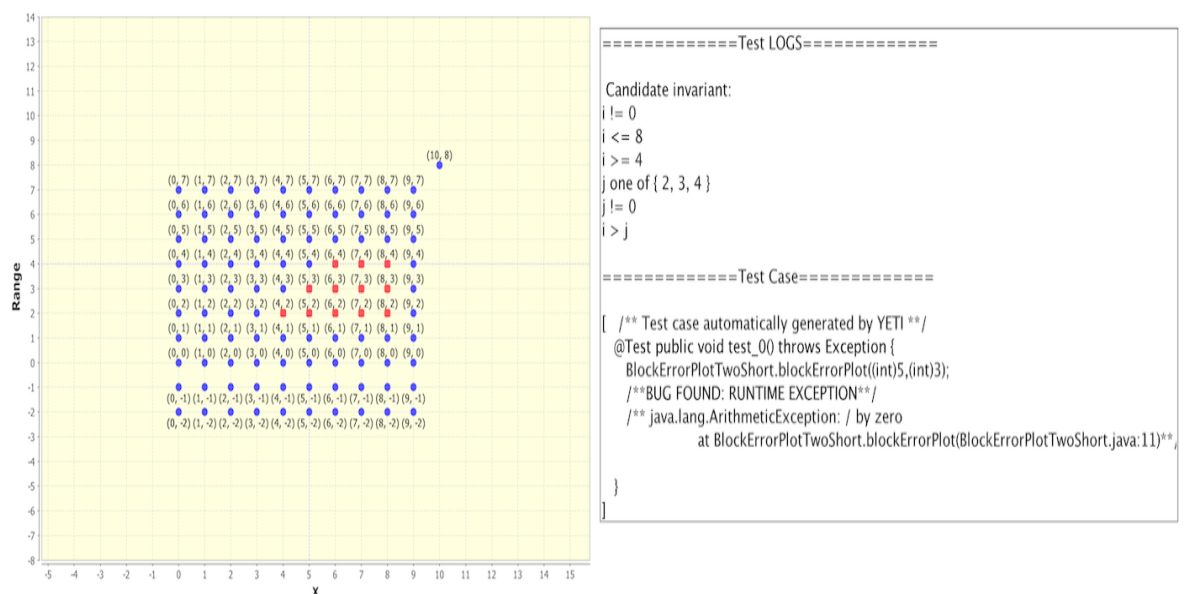 14
13
12
11
10
9
8
7
6
5
4
3
2
1
0
-1
-2
-3
-4
-5
-6
-7
-8
Range
(10, 8)
(0, 7) (1, 7) (2, 7) (3, 7) (4, 7) (5, 7) (6, 7) (7, 7) (8, 7) (9, 7)
(0, 6) (1, 6) (2, 6) (3, 6) (4, 6) (5, 6) (6, 6) (7, 6) (8, 6) (9, 6)
(0, 5) (1, 5) (2, 5) (3, 5) (4, 5) (5, 5) (6, 5) (7, 5) (8, 5) (9, 5)
(0, 4) (1, 4) (2, 4) (3, 4) (4, 4) (5, 4) (6, 4) (7, 4) (8, 4) (9, 4)
(0, 3) (1, 3) (2, 3) (3, 3) (4, 3) (5, 3) (6, 3) (7, 3) (8, 3) (9, 3)
(0, 2) (1, 2) (2, 2) (3, 2) (4, 2) (5, 2) (6, 2) (7, 2) (8, 2) (9, 2)
(0, 1) (1, 1) (2, 1) (3, 1) (4, 1) (5, 1) (6, 1) (7, 1) (8, 1) (9, 1)
(0, 0) (1, 0) (2, 0) (3, 0) (4, 0) (5, 0) (6, 0) (7, 0) (8, 0) (9, 0)
(0, -1) (1, -1) (2, -1) (3, -1) (4, -1) (5, -1) (6, -1) (7, -1) (8, -1) (9, -1)
(0, -2) (1, -2) (2, -2) (3, -2) (4, -2) (5, -2) (6, -2) (7, -2) (8, -2) (9, -2)
-5 -4 -3 -2 -1 0 1 2 3 4 5 6 7 8 9 10 11 12 13 14 15
X
=============Test LOGS=============
Candidate invariant:
i != 0
i <= 8
i >= 4
j one of { 2, 3, 4 }
j != 0
i > j
=============Test Case=============
[ /** Test case automatically generated by YETI **/
@Test public void test_0() throws Exception {
BlockErrorPlotTwoShort.blockErrorPlot((int)5,(int)3);
/**BUG FOUND: RUNTIME EXCEPTION**/
/** java.lang.ArithmeticException: / by zero
at BlockErrorPlotTwoShort.blockErrorPlot(BlockErrorPlotTwoShort.java:11)**/
}
]